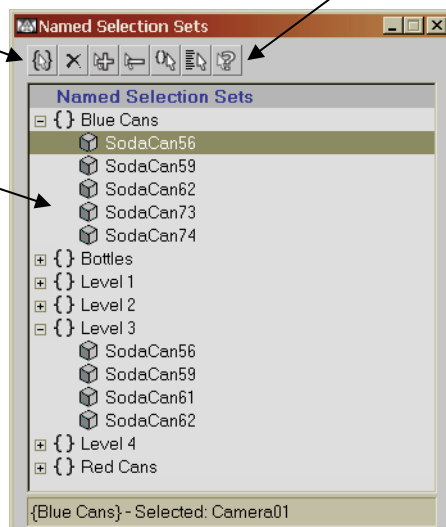 Named Selection Sets
Named Selection Sets
{} Blue Cans
SodaCan56
SodaCan59
SodaCan62
SodaCan73
SodaCan74
{} Bottles
{} Level 1
{} Level 2
{} Level 3
SodaCan56
SodaCan59
SodaCan61
SodaCan62
{} Level 4
{} Red Cans
{Blue Cans} - Selected: Camera01